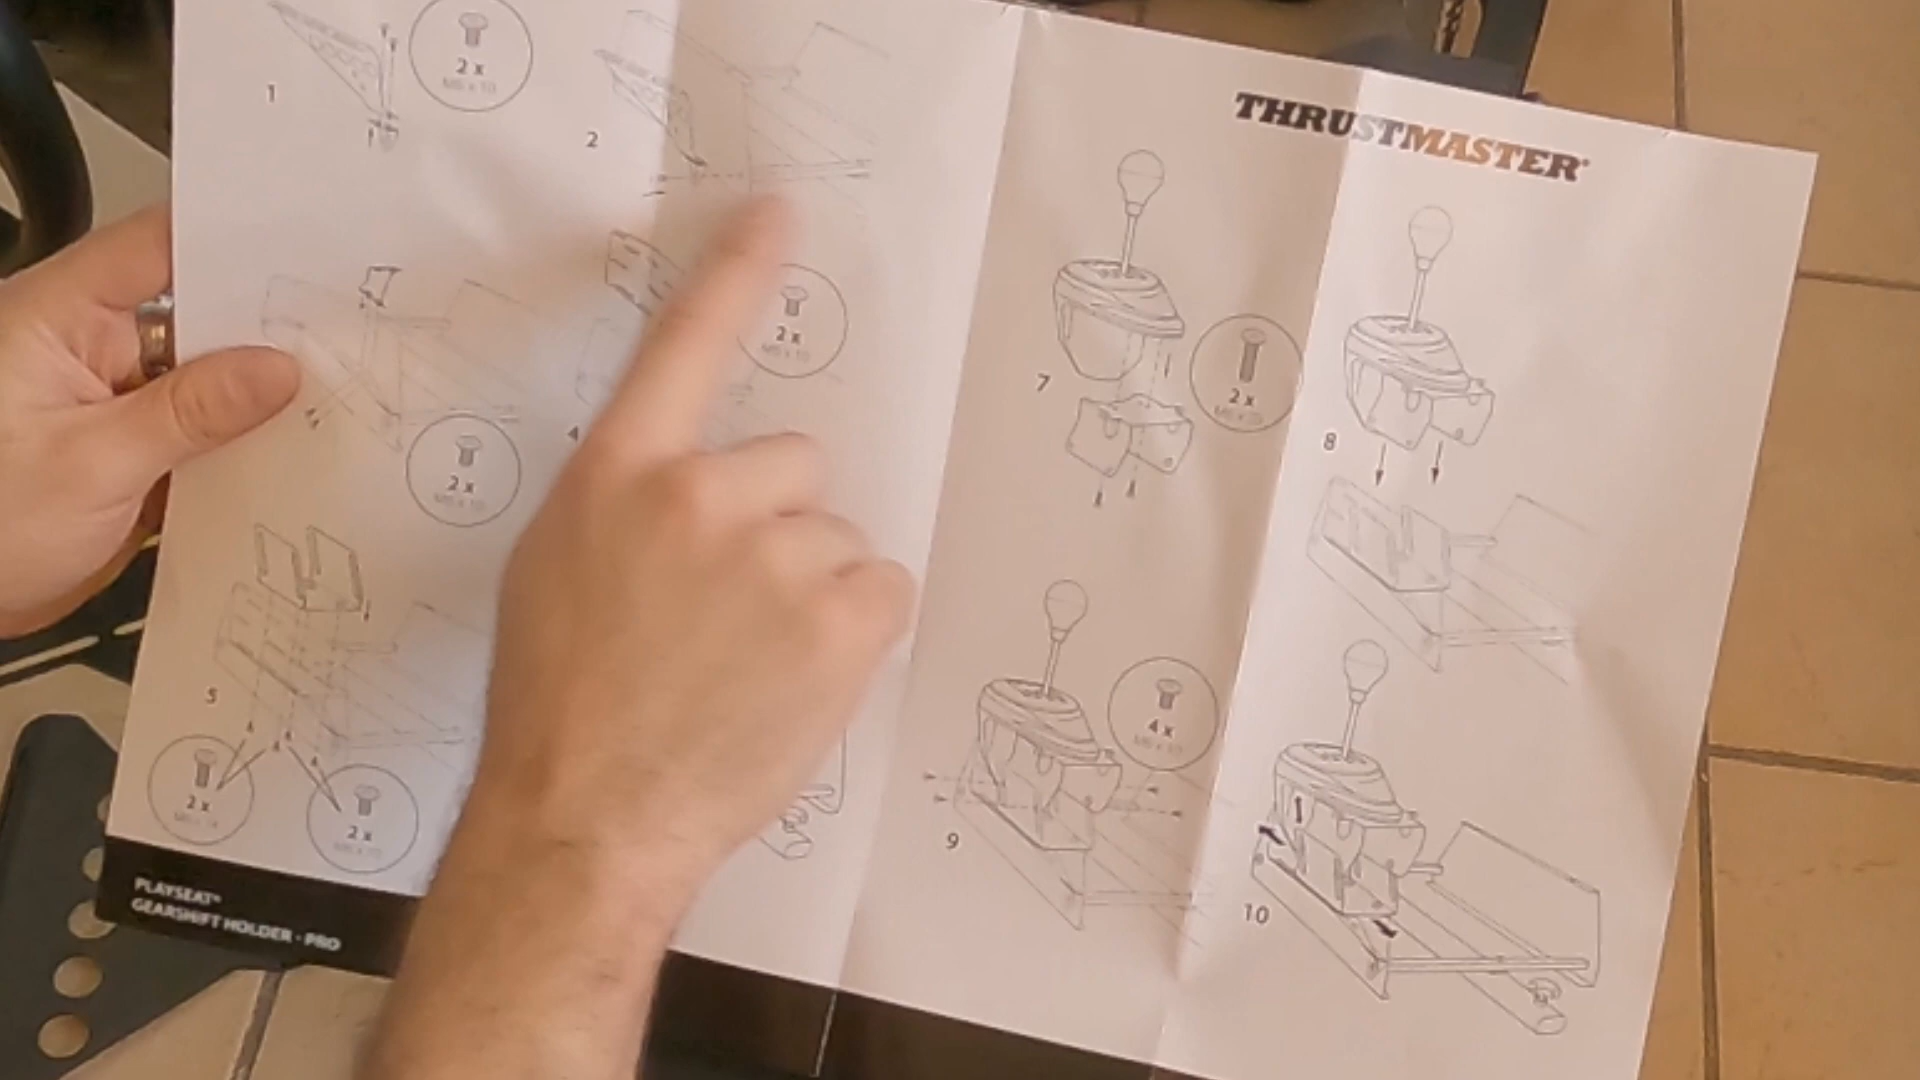 1
2 x
2
THRUSTMASTER®
2 x
4
2 x
7
2 x
8
5
2 x
2 x
4 x
9
10
PLAYSEAT®
GEARSHIFT HOLDER - PRO